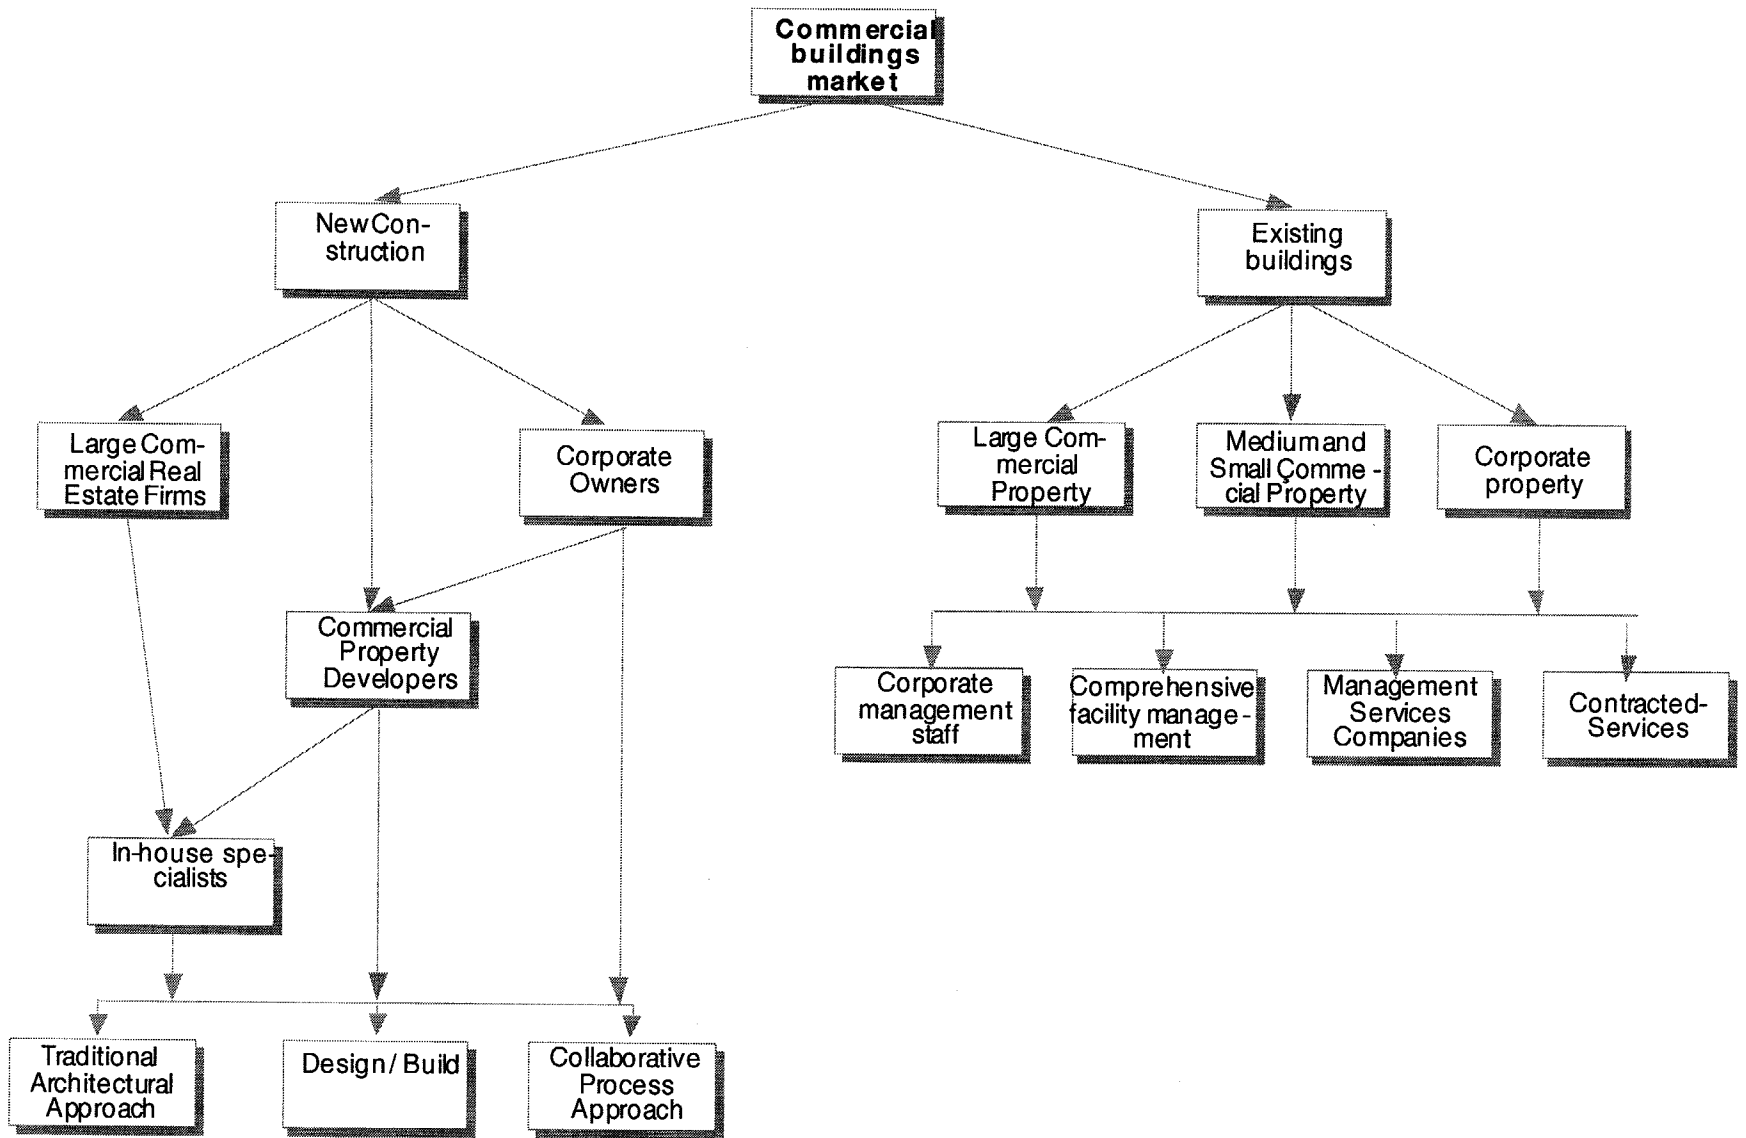 Commercial
buildings
market
New Con-
struction
Existing
buildings
Large Com-
mercial Real
Estate Firms
Corporate
Owners
Large Com-
mercial
Property
Medium and
Small Comme -
cial Property
Corporate
property
Commercial
Property
Developers
Corporate
management
staff
Comprehensive
facility manage -
ment
Management
Services
Companies
Contracted-
Services
In-house spe-
cialists
Traditional
Architectural
Approach
Design / Build
Collaborative
Process
Approach